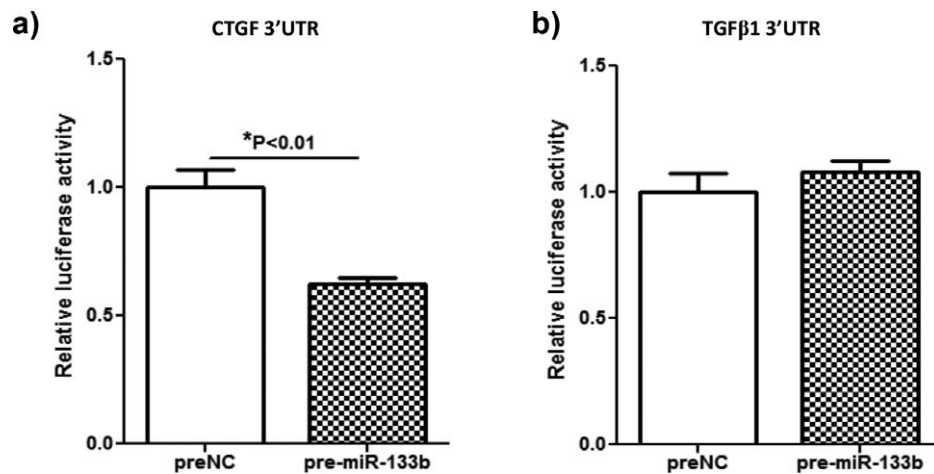 a)
CTGF 3’UTR
Relative luciferase activity
1.5
1.0
0.5
0.0
*P<0.01
preNC
pre-miR-133b
b)
TGFβ1 3’UTR
Relative luciferase activity
1.5
1.0
0.5
0.0
preNC
pre-miR-133b